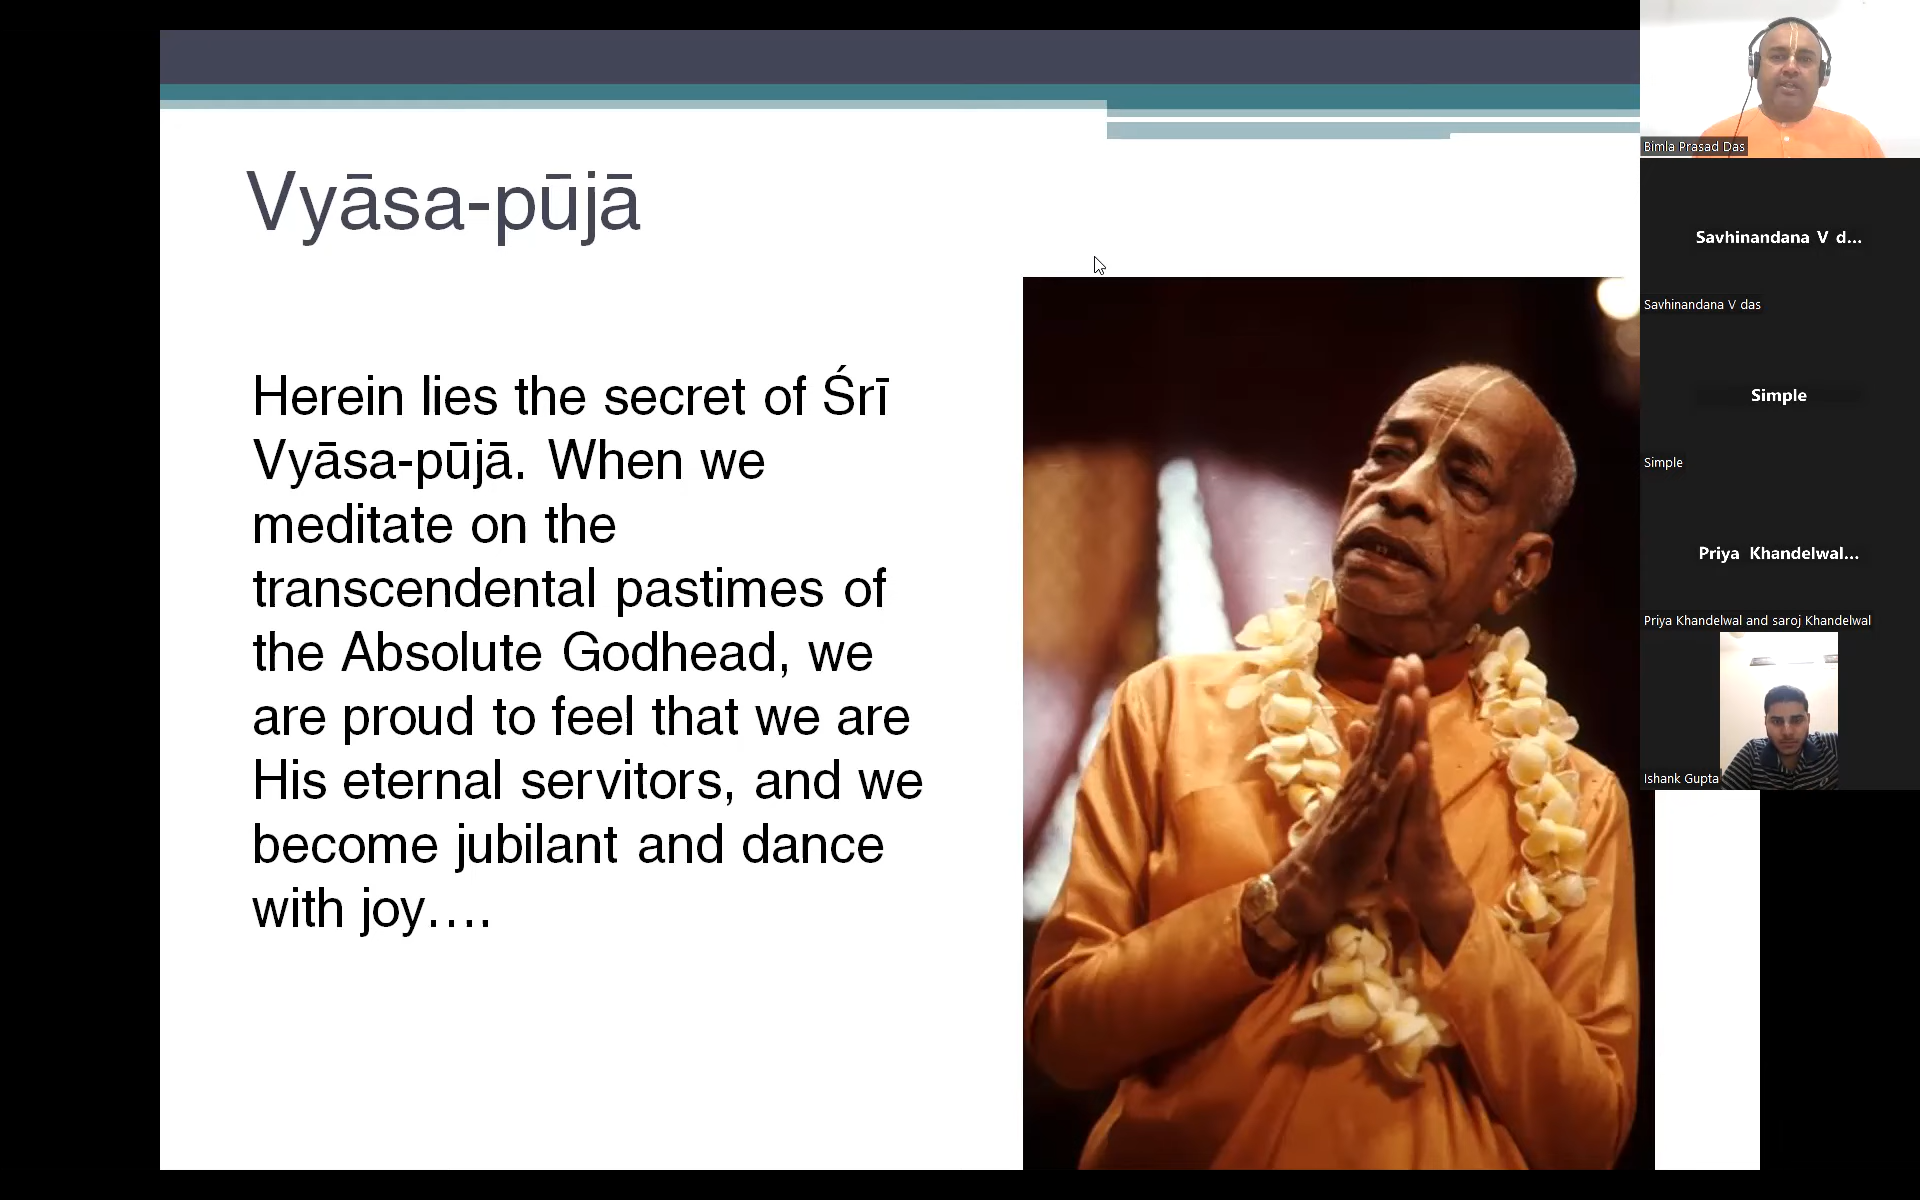 Vyāsa-pūjā
Herein lies the secret of Śrī
Vyāsa-pūjā. When we
meditate on the
transcendental pastimes of
the Absolute Godhead, we
are proud to feel that we are
His eternal servitors, and we
become jubilant and dance
with joy....
Bimla Prasad Das
Savhinandana V d...
Savhinandana V das
Simple
Simple
Priya Khandelwal...
Priya Khandelwal and saroj Khandelwal
Ishank Gupta